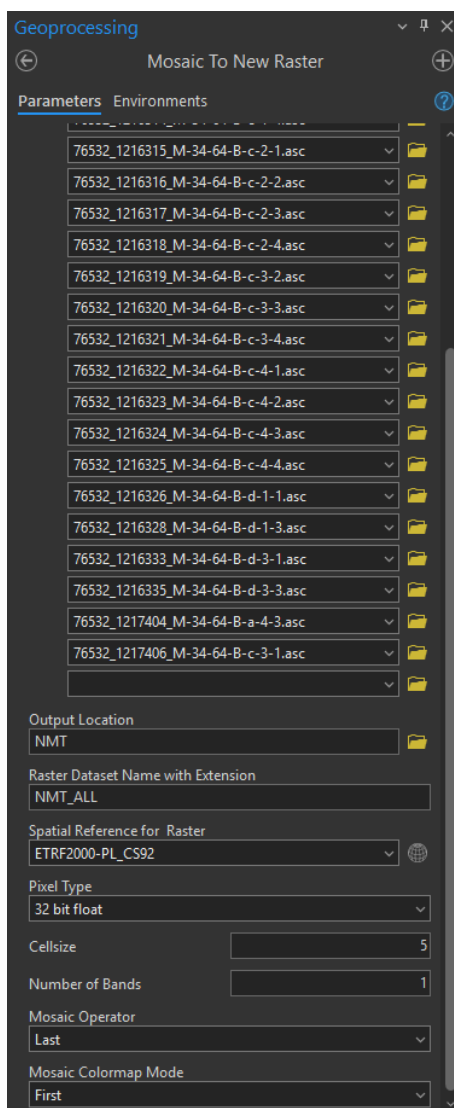 Geoprocessing
Mosaic To New Raster
Parameters Environments
76532_1216315_M-34-64-B-c-2-1.asc
76532_1216316_M-34-64-B-c-2-2.asc
76532_1216317_M-34-64-B-c-2-3.asc
76532_1216318_M-34-64-B-c-2-4.asc
76532_1216319_M-34-64-B-c-3-2.asc
76532_1216320_M-34-64-B-c-3-3.asc
76532_1216321_M-34-64-B-c-3-4.asc
76532_1216322_M-34-64-B-c-4-1.asc
76532_1216323_M-34-64-B-c-4-2.asc
76532_1216324_M-34-64-B-c-4-3.asc
76532_1216325_M-34-64-B-c-4-4.asc
76532_1216326_M-34-64-B-d-1-1.asc
76532_1216328_M-34-64-B-d-1-3.asc
76532_1216333_M-34-64-B-d-3-1.asc
76532_1216335_M-34-64-B-d-3-3.asc
76532_1217404_M-34-64-B-a-4-3.asc
76532_1217406_M-34-64-B-c-3-1.asc
Output Location
NMT
Raster Dataset Name with Extension
NMT_ALL
Spatial Reference for Raster
ETRF2000-PL_CS92
Pixel Type
32 bit float
Cellsize 5
Number of Bands 1
Mosaic Operator
Last
Mosaic Colormap Mode
First